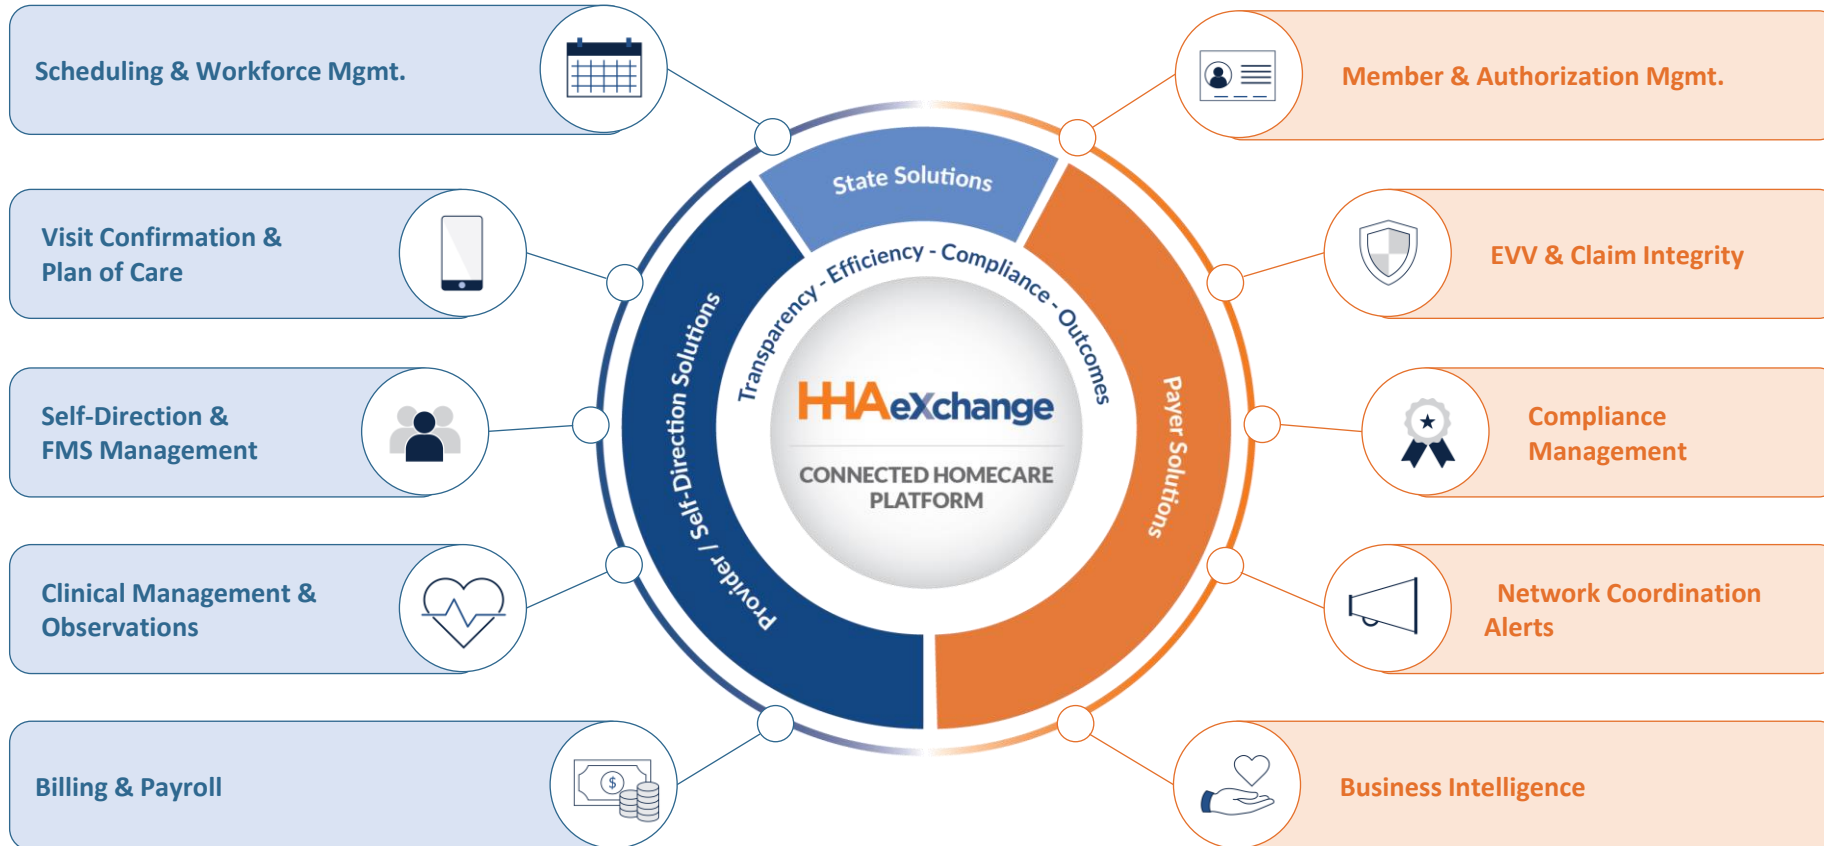 Scheduling & Workforce Mgmt.
Visit Confirmation &
Plan of Care
Self-Direction &
FMS Management
Clinical Management &
Observations
Billing & Payroll
$
State Solutions
Provider / Self-Direction Solutions
Payer Solutions
Transparency - Efficiency - Compliance - Outcomes
HHAeXchange
CONNECTED HOMECARE
PLATFORM
Member & Authorization Mgmt.
EVV & Claim Integrity
Compliance
Management
Network Coordination
Alerts
Business Intelligence